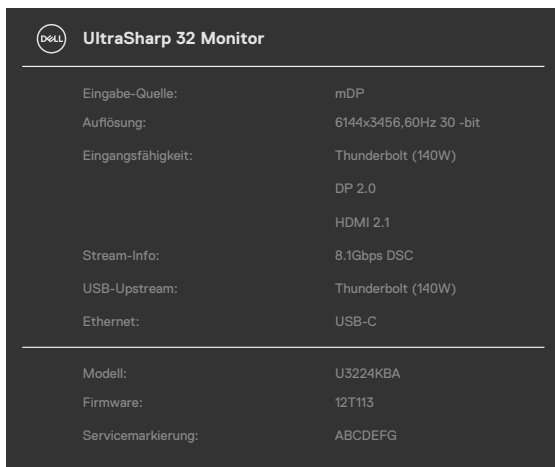 DELL UltraSharp 32 Monitor
Eingabe-Quelle: mDP
Auflösung: 6144x3456,60Hz 30 -bit
Eingangsfähigkeit: Thunderbolt (140W)
DP 2.0
HDMI 2.1
Stream-Info: 8.1Gbps DSC
USB-Upstream: Thunderbolt (140W)
Ethernet: USB-C
Modell: U3224KBA
Firmware: 12T113
Servicemarkierung: ABCDEFG